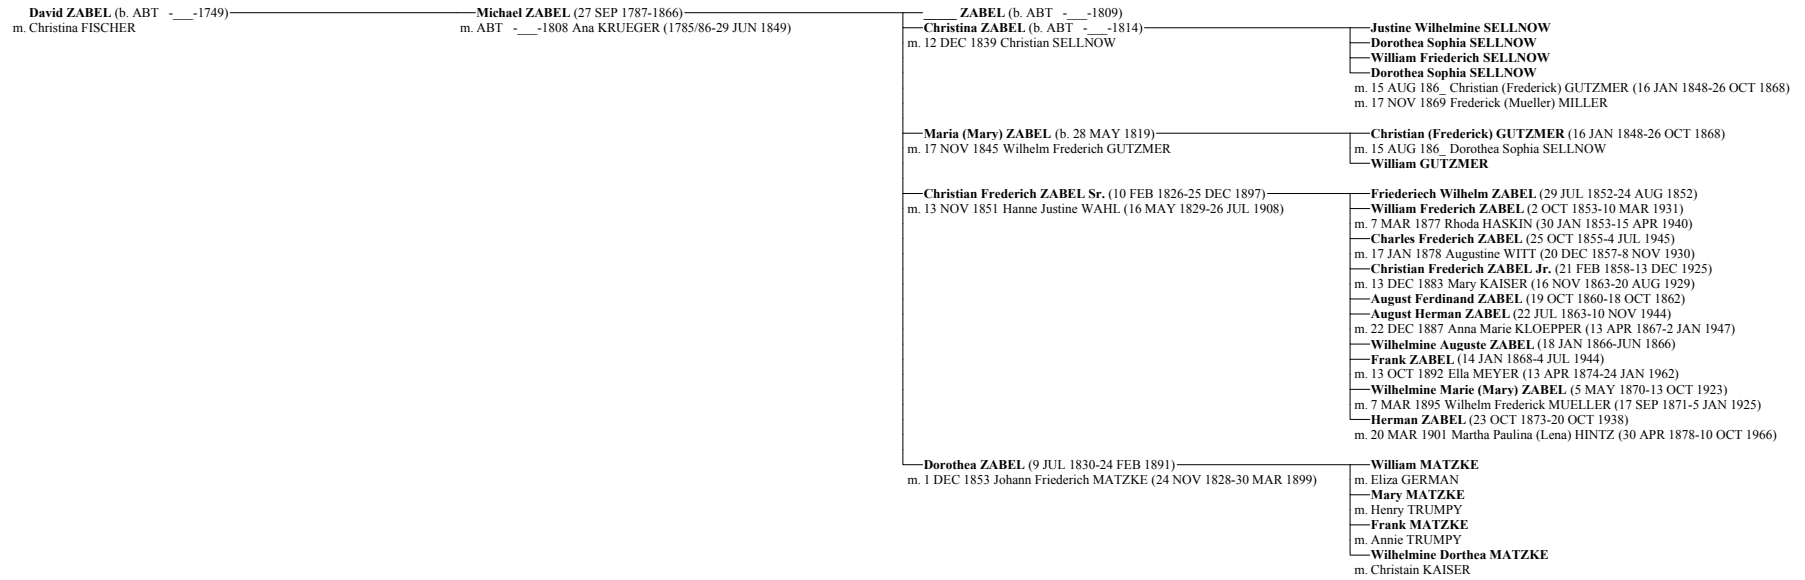 David ZABEL (b. ABT -___-1749)
m. Christina FISCHER
Michael ZABEL (27 SEP 1787-1866)
m. ABT -___-1808 Ana KRUEGER (1785/86-29 JUN 1849)
_____ ZABEL (b. ABT -___-1809)
Christina ZABEL (b. ABT -___-1814)
m. 12 DEC 1839 Christian SELLNOW
Justine Wilhelmine SELLNOW
Dorothea Sophia SELLNOW
William Friederich SELLNOW
Dorothea Sophia SELLNOW
m. 15 AUG 186_ Christian (Frederick) GUTZMER (16 JAN 1848-26 OCT 1868)
m. 17 NOV 1869 Frederick (Mueller) MILLER
Maria (Mary) ZABEL (b. 28 MAY 1819)
m. 17 NOV 1845 Wilhelm Frederich GUTZMER
Christian (Frederick) GUTZMER (16 JAN 1848-26 OCT 1868)
m. 15 AUG 186_ Dorothea Sophia SELLNOW
William GUTZMER
Christian Frederich ZABEL Sr. (10 FEB 1826-25 DEC 1897)
m. 13 NOV 1851 Hanne Justine WAHL (16 MAY 1829-26 JUL 1908)
Friederiech Wilhelm ZABEL (29 JUL 1852-24 AUG 1852)
William Frederich ZABEL (2 OCT 1853-10 MAR 1931)
m. 7 MAR 1877 Rhoda HASKIN (30 JAN 1853-15 APR 1940)
Charles Frederich ZABEL (25 OCT 1855-4 JUL 1945)
m. 17 JAN 1878 Augustine WITT (20 DEC 1857-8 NOV 1930)
Christian Frederich ZABEL Jr. (21 FEB 1858-13 DEC 1925)
m. 13 DEC 1883 Mary KAISER (16 NOV 1863-20 AUG 1929)
August Ferdinand ZABEL (19 OCT 1860-18 OCT 1862)
August Herman ZABEL (22 JUL 1863-10 NOV 1944)
m. 22 DEC 1887 Anna Marie KLOEPPER (13 APR 1867-2 JAN 1947)
Wilhelmine Auguste ZABEL (18 JAN 1866-JUN 1866)
Frank ZABEL (14 JAN 1868-4 JUL 1944)
m. 13 OCT 1892 Ella MEYER (13 APR 1874-24 JAN 1962)
Wilhelmine Marie (Mary) ZABEL (5 MAY 1870-13 OCT 1923)
m. 7 MAR 1895 Wilhelm Frederick MUELLER (17 SEP 1871-5 JAN 1925)
Herman ZABEL (23 OCT 1873-20 OCT 1938)
m. 20 MAR 1901 Martha Paulina (Lena) HINTZ (30 APR 1878-10 OCT 1966)
Dorothea ZABEL (9 JUL 1830-24 FEB 1891)
m. 1 DEC 1853 Johann Friederich MATZKE (24 NOV 1828-30 MAR 1899)
William MATZKE
m. Eliza GERMAN
Mary MATZKE
m. Henry TRUMPY
Frank MATZKE
m. Annie TRUMPY
Wilhelmine Dorthea MATZKE
m. Christain KAISER